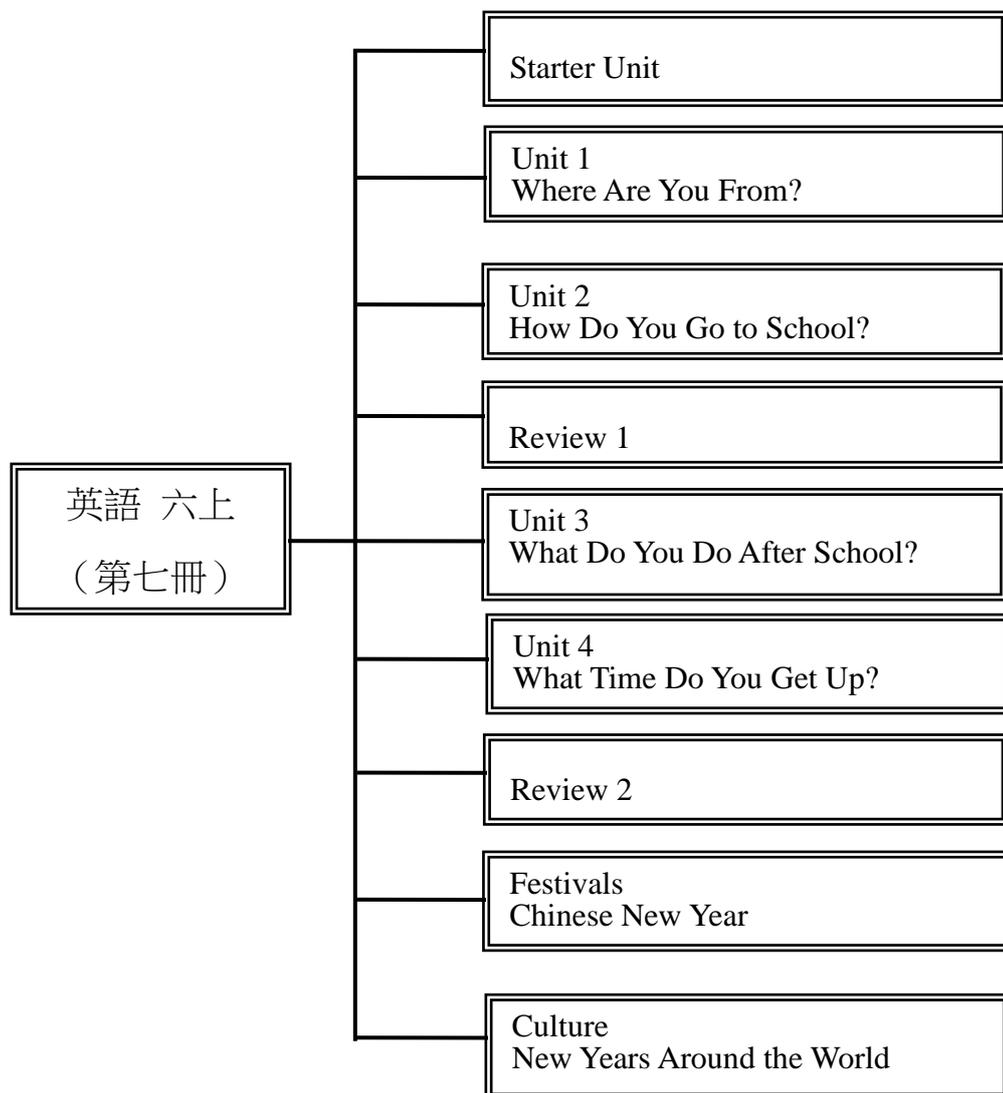 英語 六上
（第七冊）
Starter Unit
Unit 1
Where Are You From?
Unit 2
How Do You Go to School?
Review 1
Unit 3
What Do You Do After School?
Unit 4
What Time Do You Get Up?
Review 2
Festivals
Chinese New Year
Culture
New Years Around the World